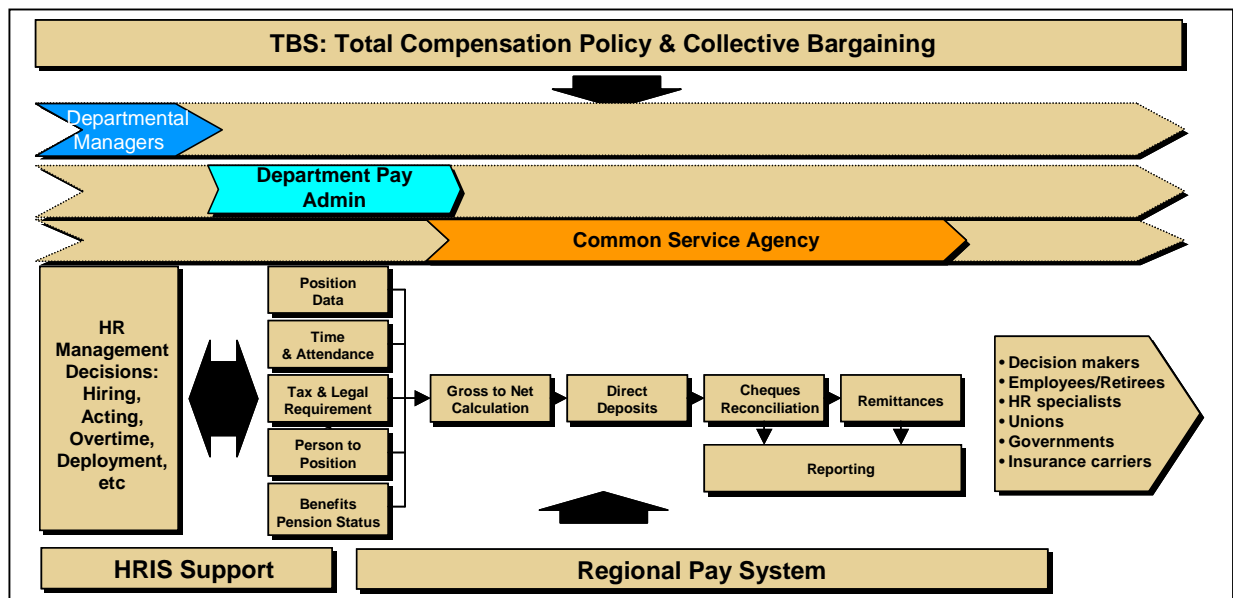 TBS: Total Compensation Policy & Collective Bargaining
Departmental
Managers
Department Pay
Admin
Common Service Agency
HR
Management
Decisions:
Hiring,
Acting,
Overtime,
Deployment,
etc
Position
Data
Time
& Attendance
Tax & Legal
Requirement
Person to
Position
Benefits
Pension Status
Gross to Net
Calculation
Direct
Deposits
Cheques
Reconciliation
Remittances
Reporting
• Decision makers
• Employees/Retirees
• HR specialists
• Unions
• Governments
• Insurance carriers
HRIS Support
Regional Pay System